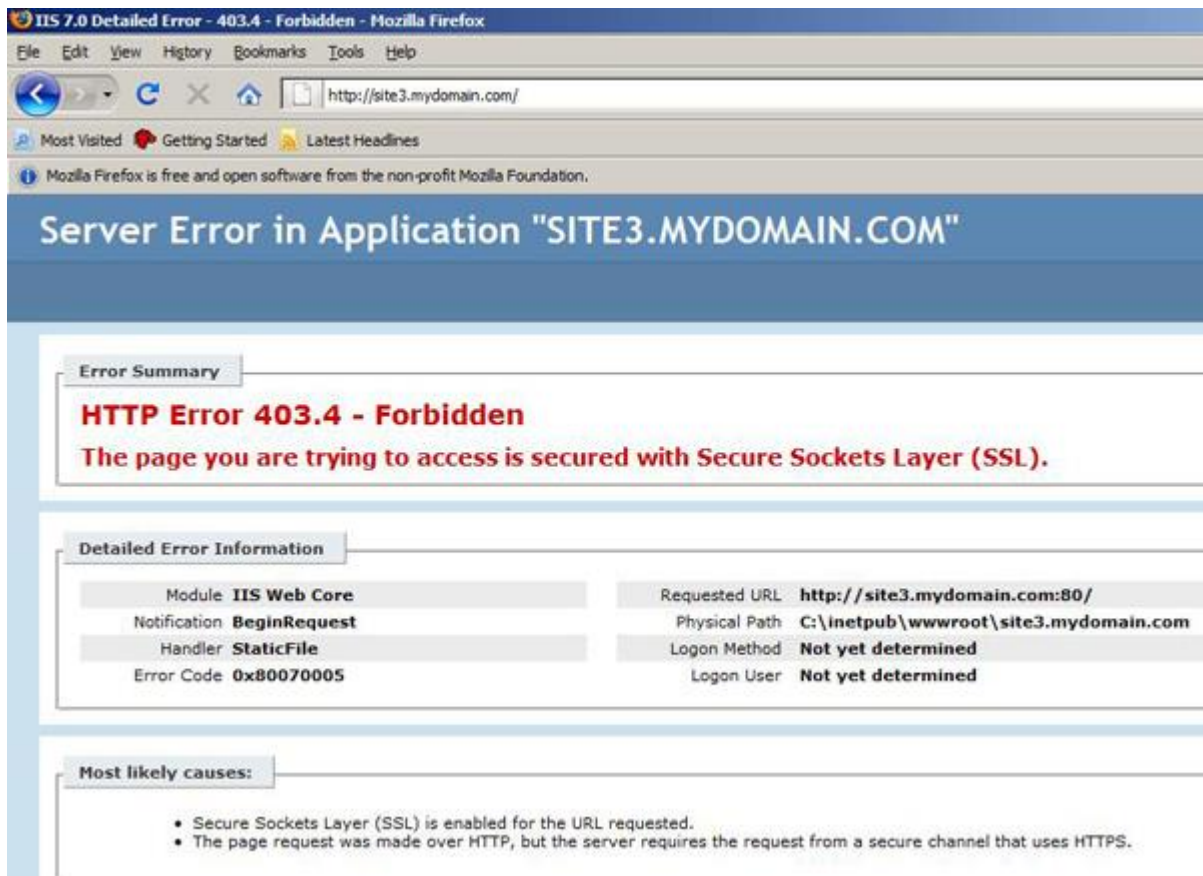 IIS 7.0 Detailed Error - 403.4 - Forbidden - Mozilla Firefox
File Edit View History Bookmarks Tools Help
http://site3.mydomain.com/
Most Visited Getting Started Latest Headlines
Mozilla Firefox is free and open software from the non-profit Mozilla Foundation.
Server Error in Application "SITE3.MYDOMAIN.COM"
Error Summary
HTTP Error 403.4 - Forbidden
The page you are trying to access is secured with Secure Sockets Layer (SSL).
Detailed Error Information
Module IIS Web Core Requested URL http://site3.mydomain.com:80/
Notification BeginRequest Physical Path C:\inetpub\wwwroot\site3.mydomain.com
Handler StaticFile Logon Method Not yet determined
Error Code 0x80070005 Logon User Not yet determined
Most likely causes:
• Secure Sockets Layer (SSL) is enabled for the URL requested.
• The page request was made over HTTP, but the server requires the request from a secure channel that uses HTTPS.